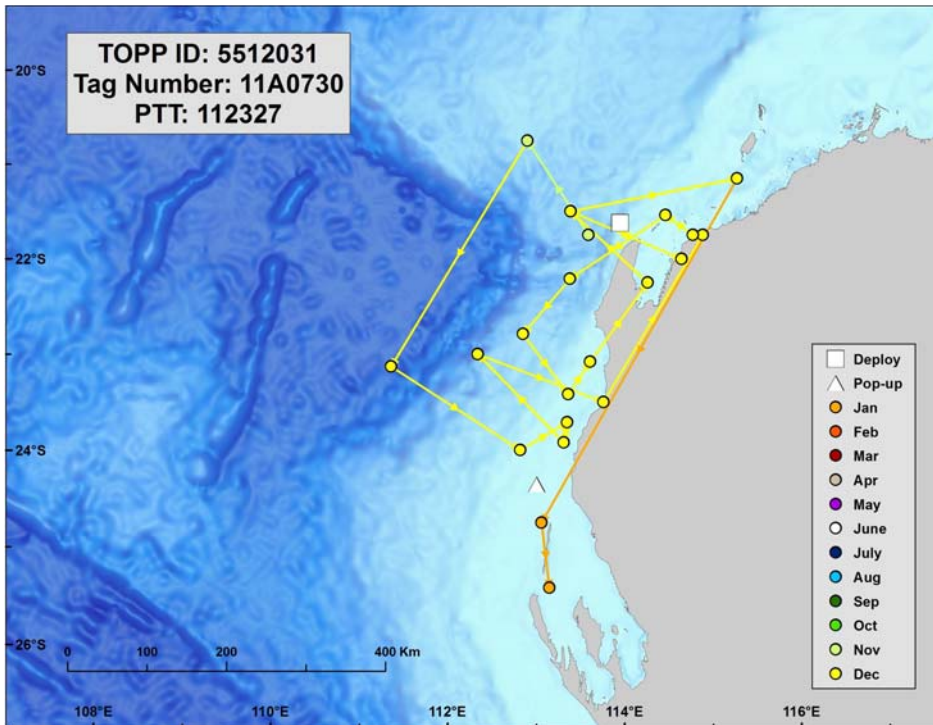 TOPP ID: 5512031
Tag Number: 11A0730
PTT: 112327
20°S
22°S
24°S
26°S
Deploy
Pop-up
Jan
Feb
Mar
Apr
May
June
July
Aug
Sep
Oct
Nov
Dec
0 100 200 400 Km
108°E 110°E 112°E 114°E 116°E